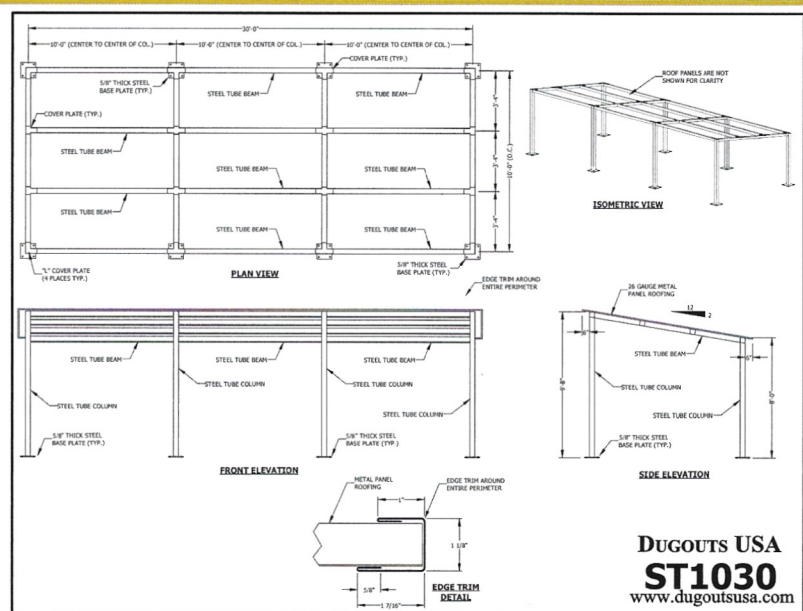 30'-0"
10'-0" (CENTER TO CENTER OF COL.)
10'-0" (CENTER TO CENTER OF COL.)
10'-0" (CENTER TO CENTER OF COL.)
COVER PLATE (TYP.)
5/8" THICK STEEL
BASE PLATE (TYP.)
STEEL TUBE BEAM
STEEL TUBE BEAM
COVER PLATE (TYP.)
STEEL TUBE BEAM
STEEL TUBE BEAM
STEEL TUBE BEAM
STEEL TUBE BEAM
STEEL TUBE BEAM
STEEL TUBE BEAM
3'-4"
3'-4"
3'-4"
10'-0" (O.C.)
"L" COVER PLATE
(4 PLACES TYP.)
5/8" THICK STEEL
BASE PLATE (TYP.)
PLAN VIEW
ROOF PANELS ARE NOT
SHOWN FOR CLARITY
ISOMETRIC VIEW
EDGE TRIM AROUND
ENTIRE PERIMETER
STEEL TUBE BEAM
STEEL TUBE BEAM
STEEL TUBE BEAM
STEEL TUBE COLUMN
STEEL TUBE COLUMN
STEEL TUBE COLUMN
5/8" THICK STEEL
BASE PLATE (TYP.)
5/8" THICK STEEL
BASE PLATE (TYP.)
FRONT ELEVATION
26 GAUGE METAL
PANEL ROOFING
12
2
6"
STEEL TUBE BEAM
6"
9'-8"
8'-0"
STEEL TUBE COLUMN
STEEL TUBE COLUMN
5/8" THICK STEEL
BASE PLATE (TYP.)
SIDE ELEVATION
METAL PANEL
ROOFING
EDGE TRIM AROUND
ENTIRE PERIMETER
1"
1 1/8"
5/8"
1 7/16"
EDGE TRIM
DETAIL
DUGOUTS USA
ST1030
www.dugoutsusa.com